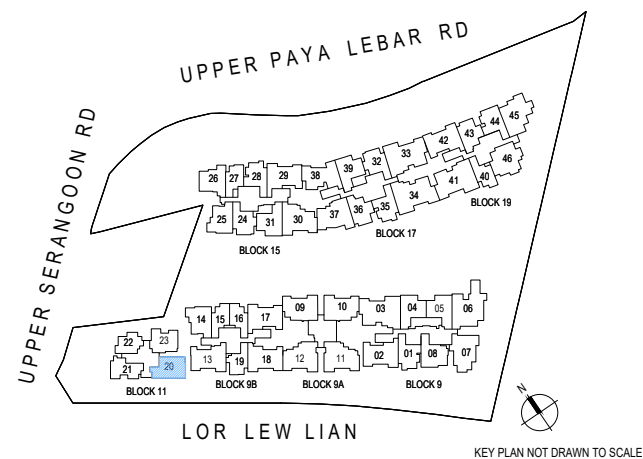 UPPER PAYA LEBAR RD
UPPER SERANGOON RD
26 27 28 29 38 39 32 33 42 43 44 45
25 24 31 30 37 36 35 34 41 40 46
BLOCK 15
BLOCK 17
BLOCK 19
14 15 16 17 09 10 03 04 05 06
22 23
21 20
13 19 18 12 11 02 01 08 07
BLOCK 11
BLOCK 9B
BLOCK 9A
BLOCK 9
LOR LEW LIAN
N
KEY PLAN NOT DRAWN TO SCALE